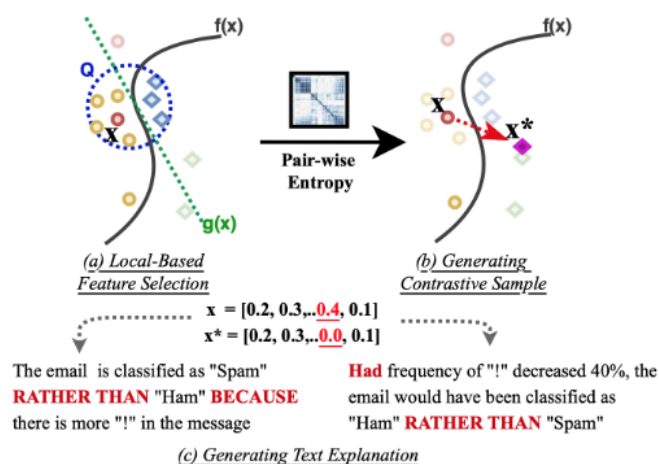 f(x)
f(x)
Q
x
x
x*
Pair-wise
Entropy
g(x)
(a) Local-Based
Feature Selection
(b) Generating
Contrastive Sample
x = [0.2, 0.3,..0.4, 0.1]
x* = [0.2, 0.3,...0.0, 0.1]
The email is classified as "Spam"
RATHER THAN "Ham" BECAUSE
there is more "!" in the message
Had frequency of "!" decreased 40%, the
email would have been classified as
"Ham" RATHER THAN "Spam"
(c) Generating Text Explanation